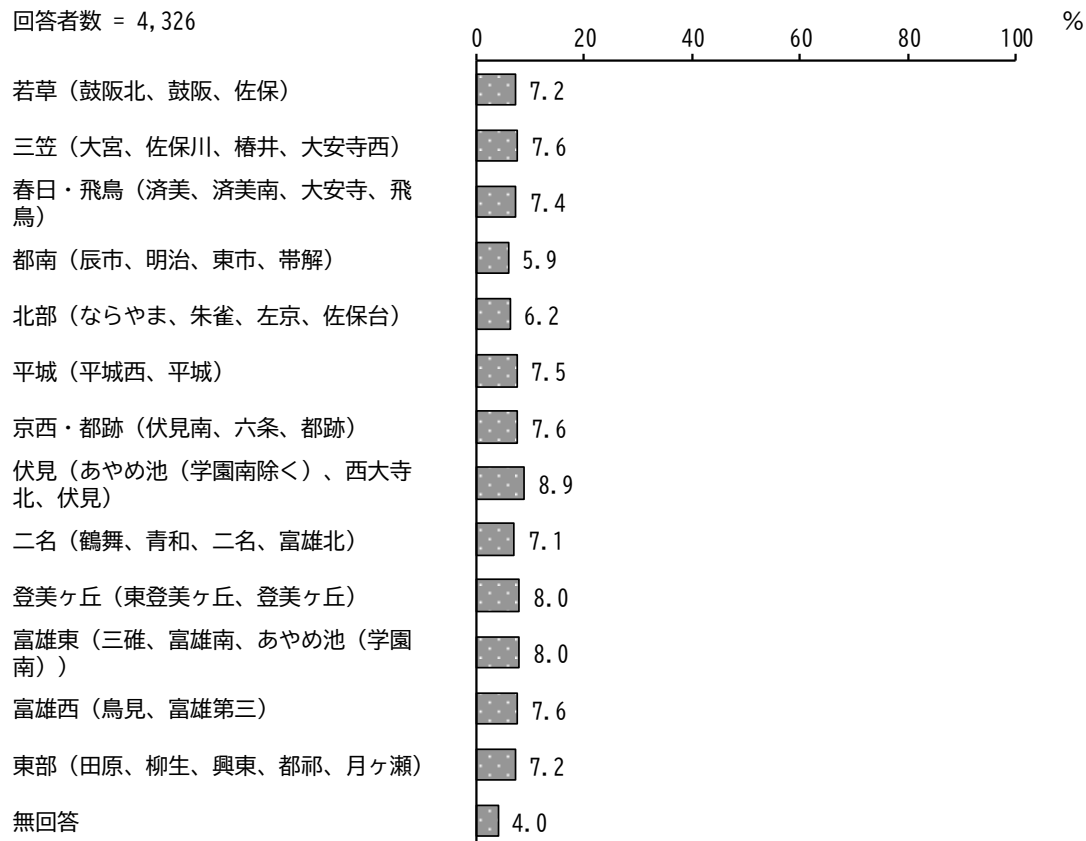 回答者数 = 4,326
%
0 20 40 60 80 100
若草（鼓阪北、鼓阪、佐保） 7.2
三笠（大宮、佐保川、椿井、大安寺西） 7.6
春日・飛鳥（済美、済美南、大安寺、飛
鳥） 7.4
都南（辰市、明治、東市、帯解） 5.9
北部（ならやま、朱雀、左京、佐保台） 6.2
平城（平城西、平城） 7.5
京西・都跡（伏見南、六条、都跡） 7.6
伏見（あやめ池（学園南除く）、西大寺
北、伏見） 8.9
二名（鶴舞、青和、二名、富雄北） 7.1
登美ヶ丘（東登美ヶ丘、登美ヶ丘） 8.0
富雄東（三碓、富雄南、あやめ池（学園
南）） 8.0
富雄西（鳥見、富雄第三） 7.6
東部（田原、柳生、興東、都祁、月ヶ瀬） 7.2
無回答 4.0